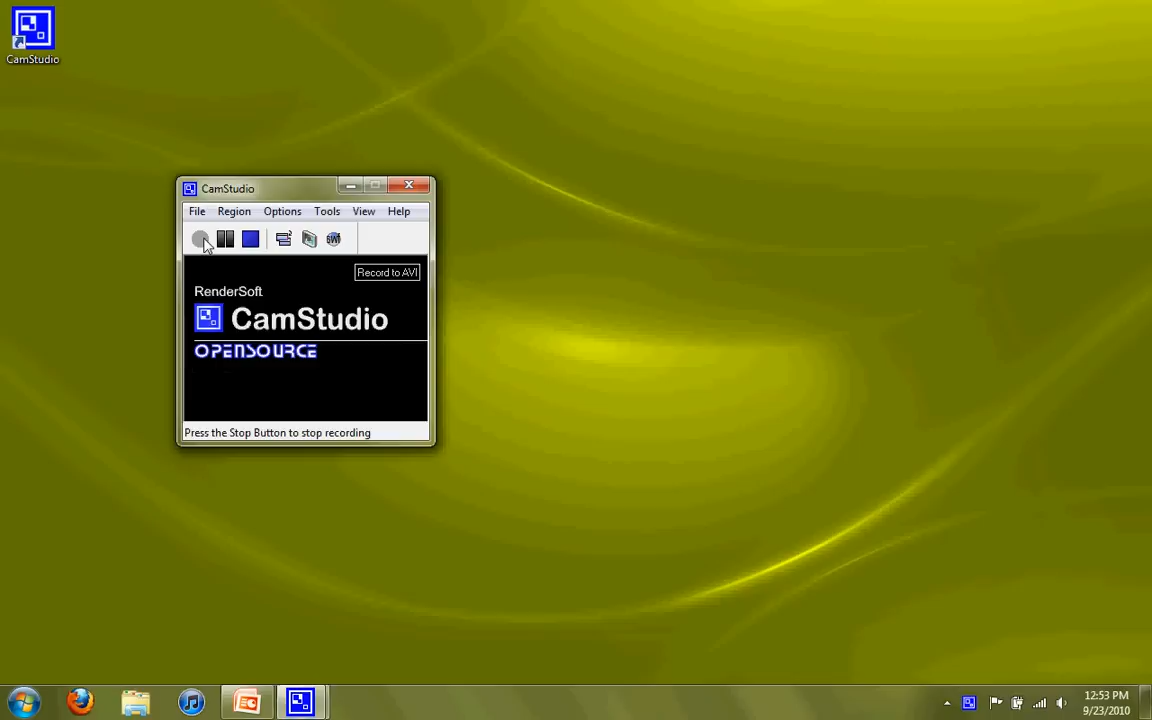 CamStudio
CamStudio
File Region Options Tools View Help
SWF
Record to AVI
RenderSoft
CamStudio
OPENSOURCE
Press the Stop Button to stop recording
12:53 PM
9/23/2010